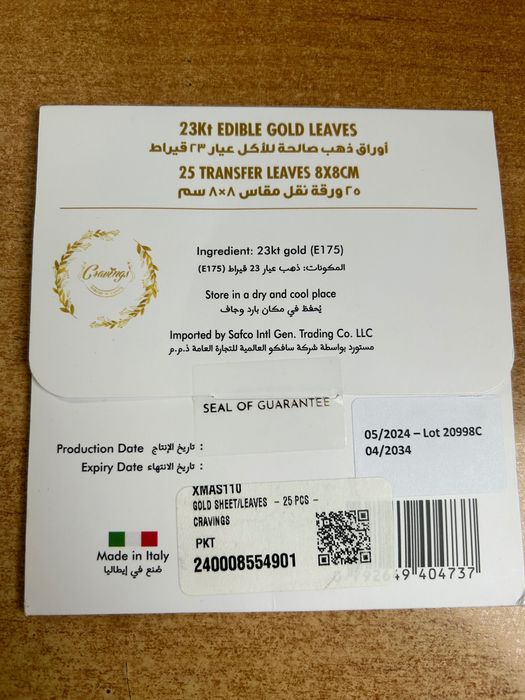 23Kt EDIBLE GOLD LEAVES
أوراق ذهب صالحة للأكل عيار ٢٣ قيراط
25 TRANSFER LEAVES 8X8CM
٢٥ ورقة نقل مقاس ٨×٨ سم
Cravings
Ingredient: 23kt gold (E175)
المكونات: ذهب عيار 23 قيراط (E175)
Store in a dry and cool place
يُحفظ في مكان بارد وجاف
Imported by Safco Intl Gen. Trading Co. LLC
مستورد بواسطة شركة سافكو العالمية للتجارة العامة ذ.م.م
SEAL OF GUARANTEE
05/2024 – Lot 20998C
04/2034
Production Date تاريخ الإنتاج :
Expiry Date تاريخ الانتهاء :
XMAS110
GOLD SHEET/LEAVES - 25 PCS -
CRAVINGS
PKT
240008554901
Made in Italy
صُنع في إيطاليا
49 404737